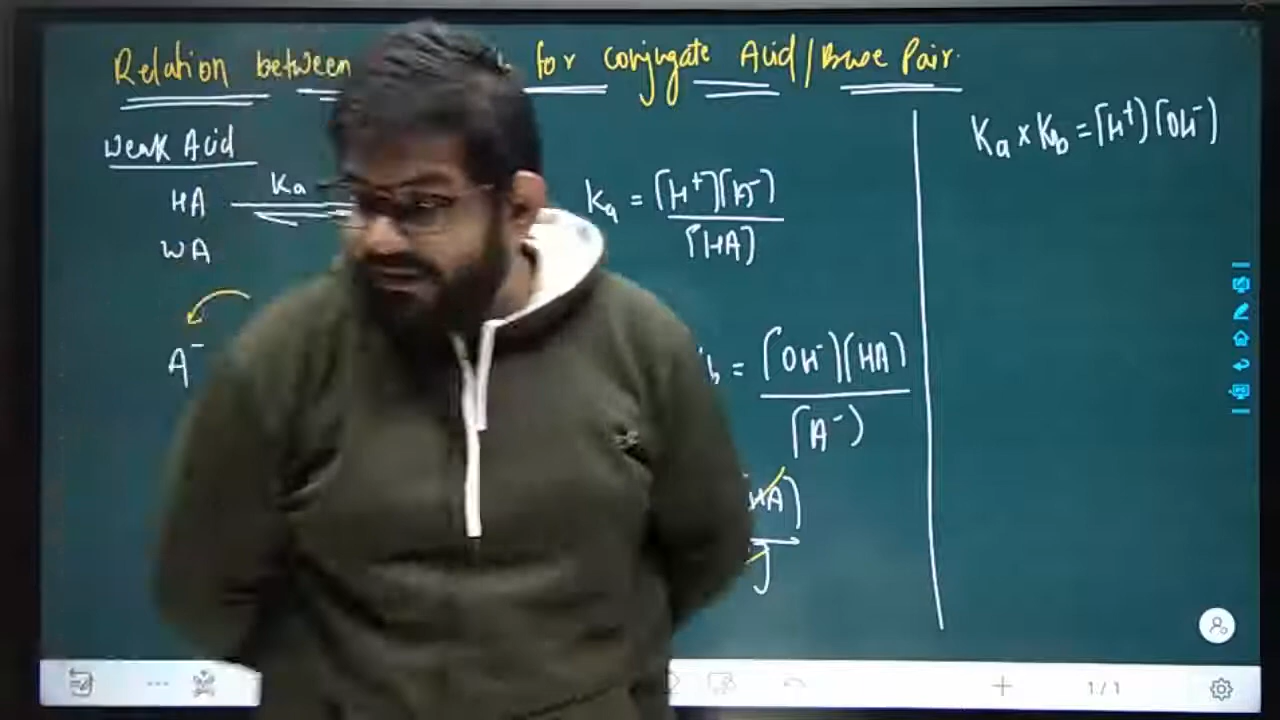 Relation between for conjugate Acid/Base Pair.
Weak Acid
HA Ka
WA
Ka = [H⁺][A⁻] / [HA]
A⁻
b = [OH⁻][HA] / [A⁻]
HA]
]
Ka × Kb = [H⁺][OH⁻]
1/1